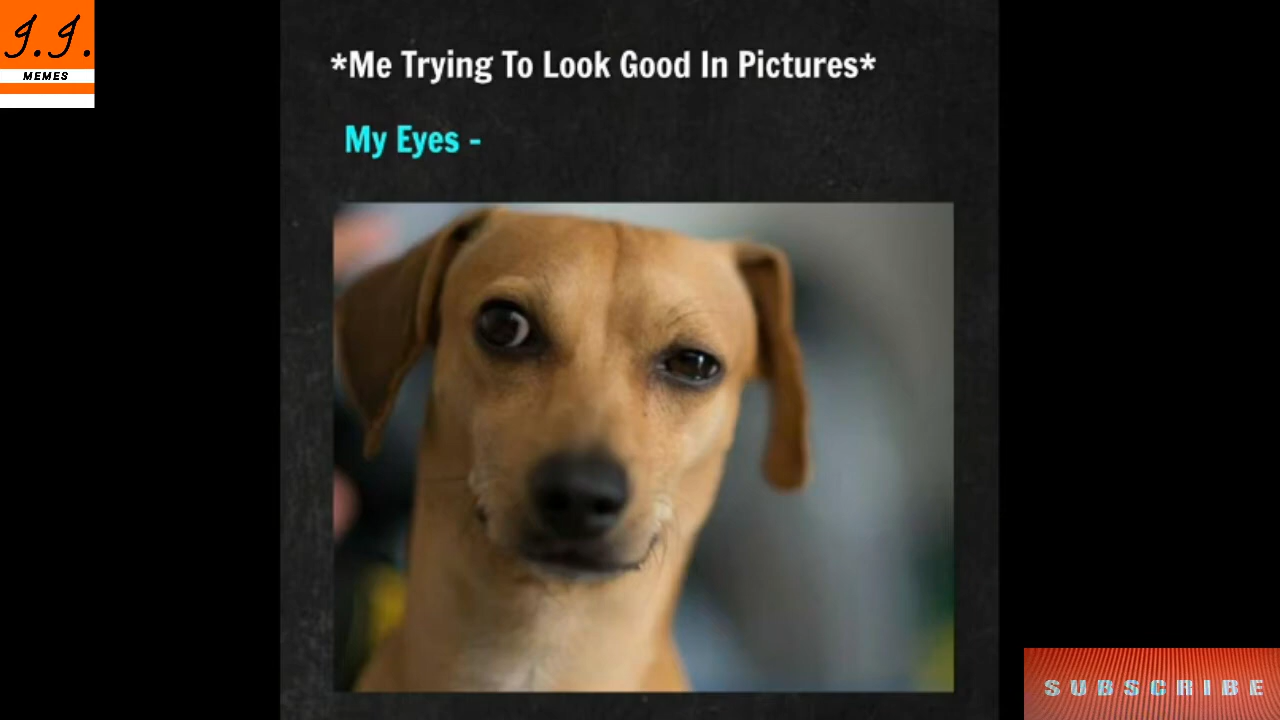 J.J.
MEMES
*Me Trying To Look Good In Pictures*
My Eyes -
SUBSCRIBE